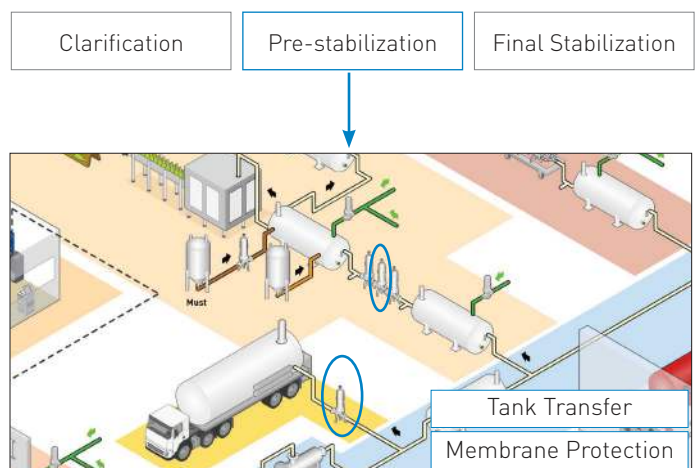 Clarification
Pre-stabilization
Final Stabilization
Must
Tank Transfer
Membrane Protection